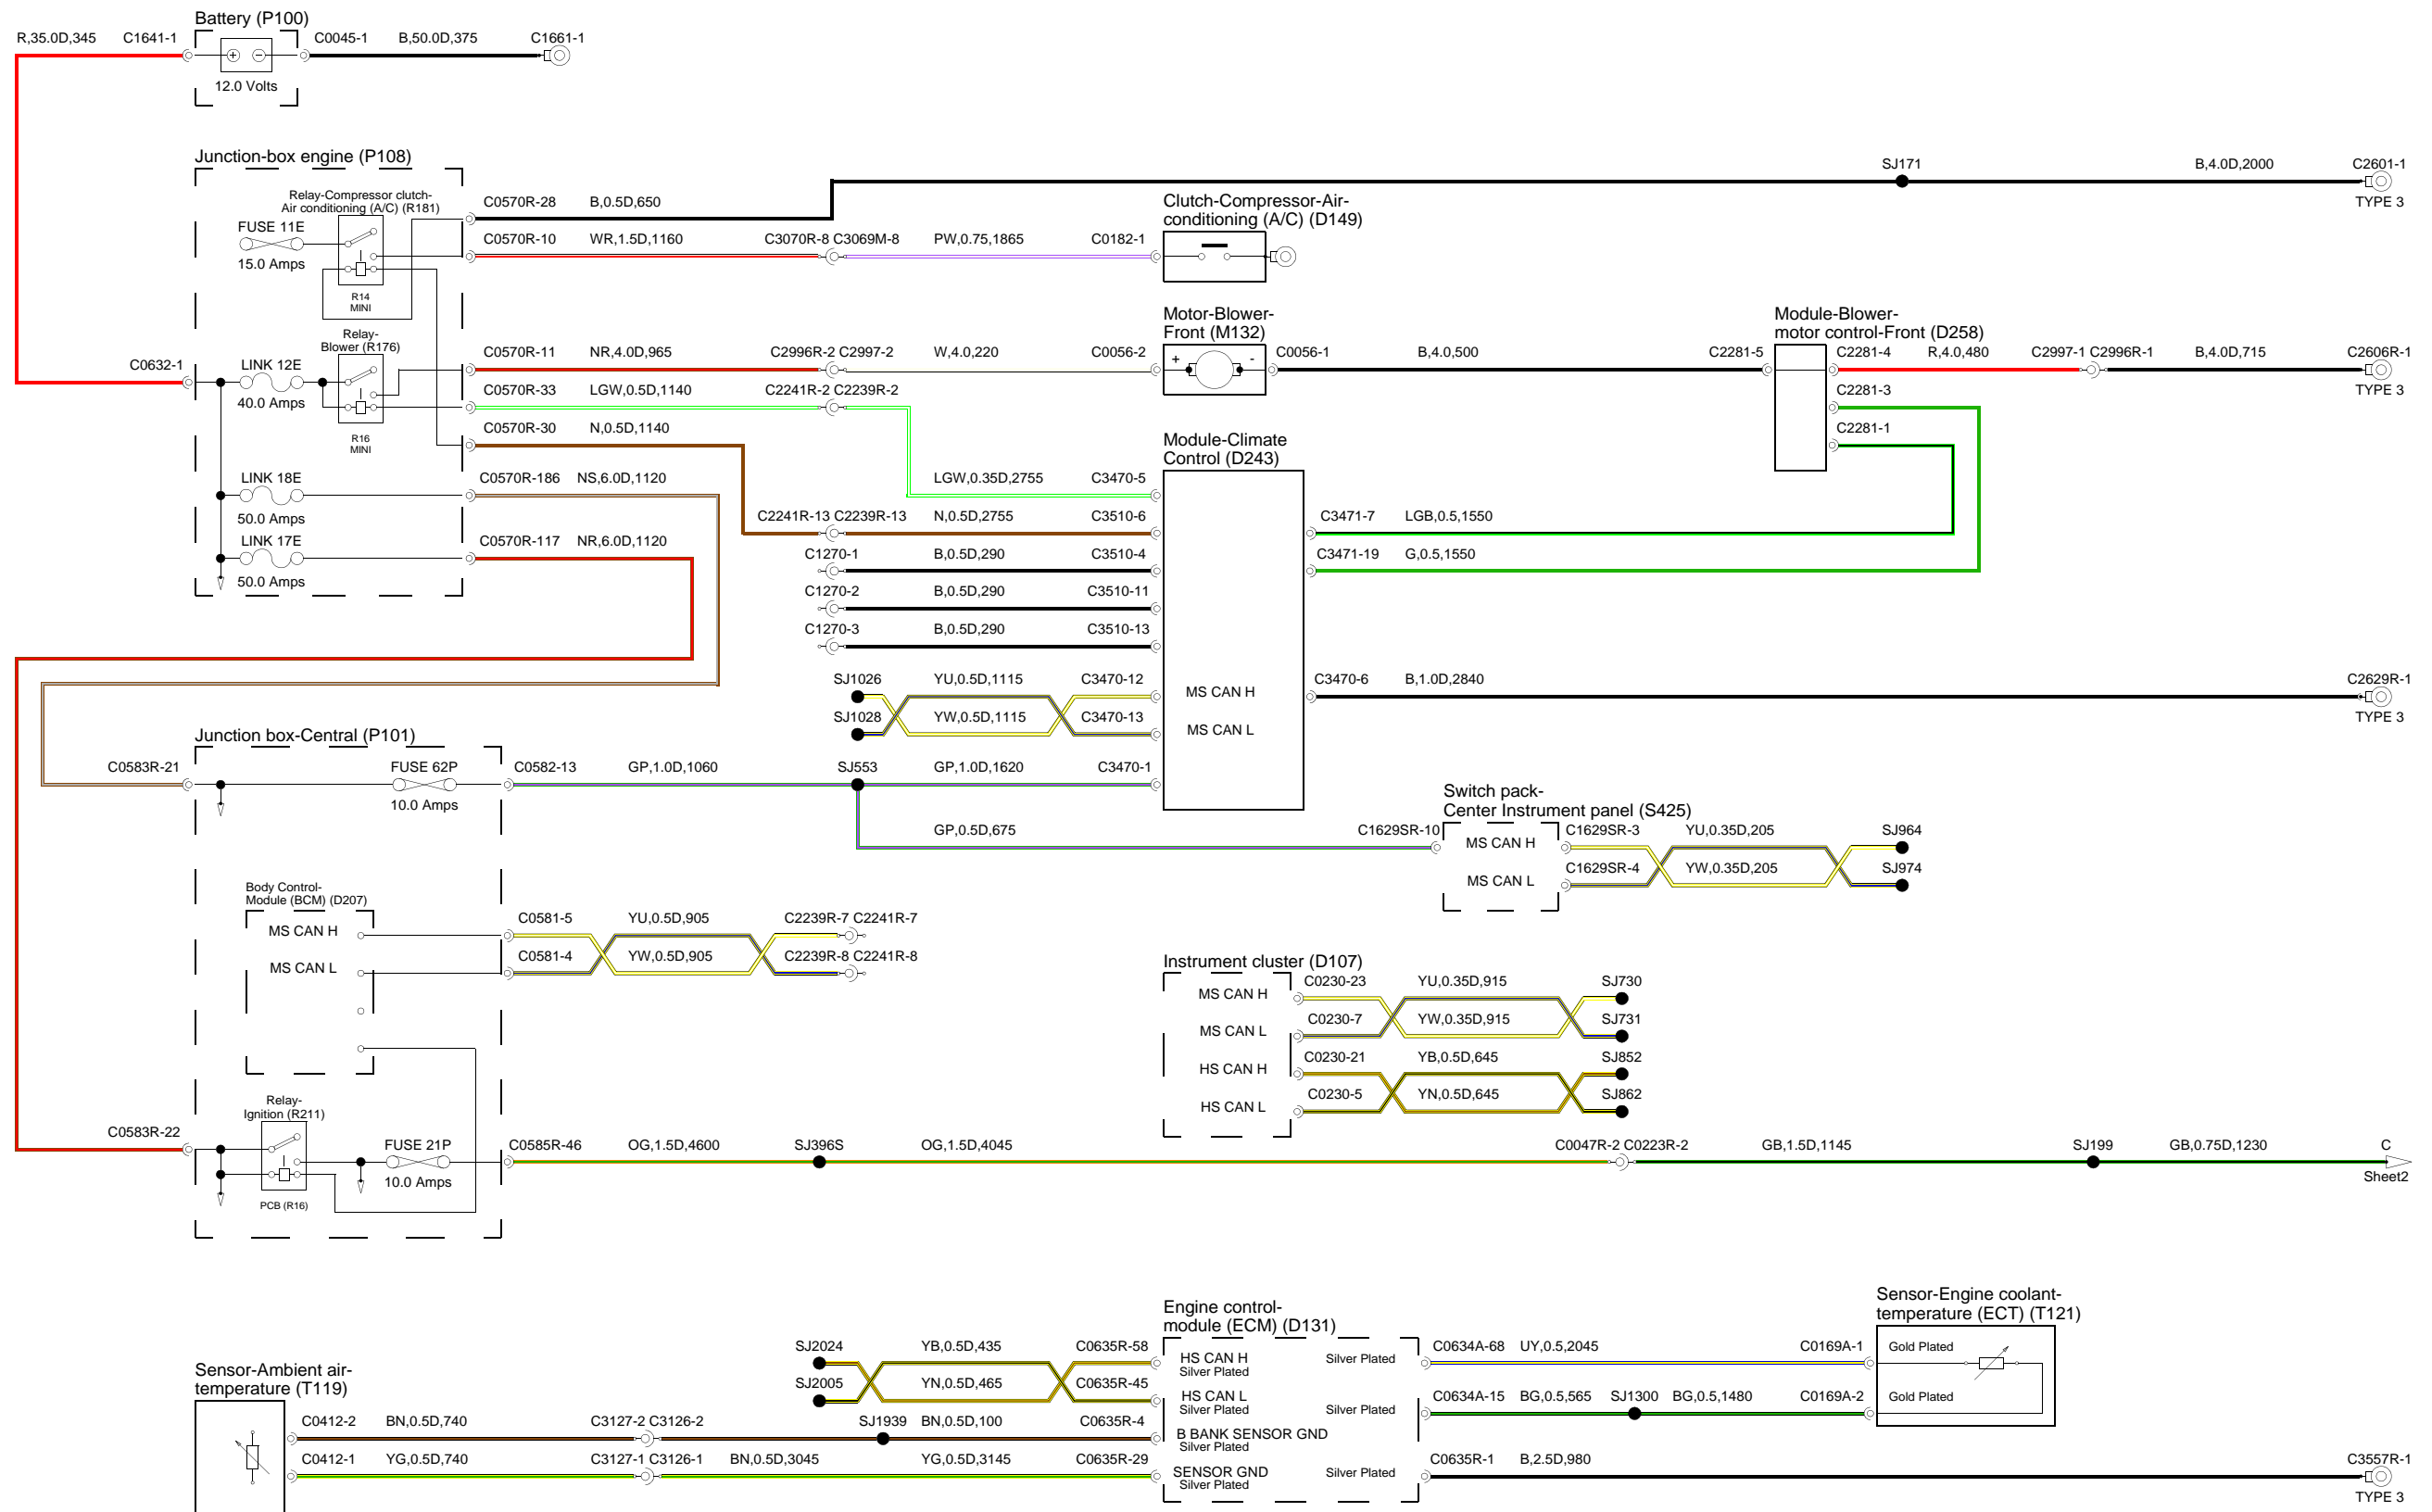 Battery (P100)
R,35.0D,345
C1641-1
C0045-1
B,50.0D,375
C1661-1
+
−
12.0 Volts
Junction-box engine (P108)
Relay-Compressor clutch-
Air conditioning (A/C) (R181)
FUSE 11E
15.0 Amps
R14
MINI
C0570R-28
B,0.5D,650
SJ171
B,4.0D,2000
C2601-1
TYPE 3
C0570R-10
WR,1.5D,1160
C3070R-8 C3069M-8
PW,0.75,1865
C0182-1
Clutch-Compressor-Air-
conditioning (A/C) (D149)
Relay-
Blower (R176)
C0632-1
LINK 12E
40.0 Amps
R16
MINI
C0570R-11
NR,4.0D,965
C2996R-2 C2997-2
W,4.0,220
C0056-2
Motor-Blower-
Front (M132)
+
-
C0056-1
B,4.0,500
C2281-5
Module-Blower-
motor control-Front (D258)
C2281-4
R,4.0,480
C2997-1 C2996R-1
B,4.0D,715
C2606R-1
TYPE 3
C2281-3
C2281-1
C0570R-33
LGW,0.5D,1140
C2241R-2 C2239R-2
C0570R-30
N,0.5D,1140
LINK 18E
50.0 Amps
C0570R-186
NS,6.0D,1120
LINK 17E
50.0 Amps
C0570R-117
NR,6.0D,1120
Module-Climate
Control (D243)
LGW,0.35D,2755
C3470-5
C2241R-13 C2239R-13
N,0.5D,2755
C3510-6
C1270-1
B,0.5D,290
C3510-4
C1270-2
B,0.5D,290
C3510-11
C1270-3
B,0.5D,290
C3510-13
C3471-7
LGB,0.5,1550
C3471-19
G,0.5,1550
SJ1026
YU,0.5D,1115
C3470-12
MS CAN H
SJ1028
YW,0.5D,1115
C3470-13
MS CAN L
C3470-6
B,1.0D,2840
C2629R-1
TYPE 3
Junction box-Central (P101)
C0583R-21
FUSE 62P
10.0 Amps
C0582-13
GP,1.0D,1060
SJ553
GP,1.0D,1620
C3470-1
GP,0.5D,675
C1629SR-10
Switch pack-
Center Instrument panel (S425)
MS CAN H
C1629SR-3
YU,0.35D,205
SJ964
MS CAN L
C1629SR-4
YW,0.35D,205
SJ974
Body Control-
Module (BCM) (D207)
MS CAN H
C0581-5
YU,0.5D,905
C2239R-7 C2241R-7
MS CAN L
C0581-4
YW,0.5D,905
C2239R-8 C2241R-8
Instrument cluster (D107)
MS CAN H
C0230-23
YU,0.35D,915
SJ730
MS CAN L
C0230-7
YW,0.35D,915
SJ731
HS CAN H
C0230-21
YB,0.5D,645
SJ852
HS CAN L
C0230-5
YN,0.5D,645
SJ862
Relay-
Ignition (R211)
C0583R-22
FUSE 21P
10.0 Amps
PCB (R16)
C0585R-46
OG,1.5D,4600
SJ396S
OG,1.5D,4045
C0047R-2 C0223R-2
GB,1.5D,1145
SJ199
GB,0.75D,1230
C
Sheet2
Engine control-
module (ECM) (D131)
SJ2024
YB,0.5D,435
C0635R-58
HS CAN H
Silver Plated
SJ2005
YN,0.5D,465
C0635R-45
HS CAN L
Silver Plated
Silver Plated
C0634A-68
UY,0.5,2045
C0169A-1
Silver Plated
C0634A-15
BG,0.5,565
SJ1300
BG,0.5,1480
C0169A-2
Sensor-Engine coolant-
temperature (ECT) (T121)
Gold Plated
Gold Plated
Sensor-Ambient air-
temperature (T119)
C0412-2
BN,0.5D,740
C3127-2 C3126-2
SJ1939
BN,0.5D,100
C0635R-4
B BANK SENSOR GND
Silver Plated
C0412-1
YG,0.5D,740
C3127-1 C3126-1
BN,0.5D,3045
YG,0.5D,3145
C0635R-29
SENSOR GND
Silver Plated
Silver Plated
C0635R-1
B,2.5D,980
C3557R-1
TYPE 3